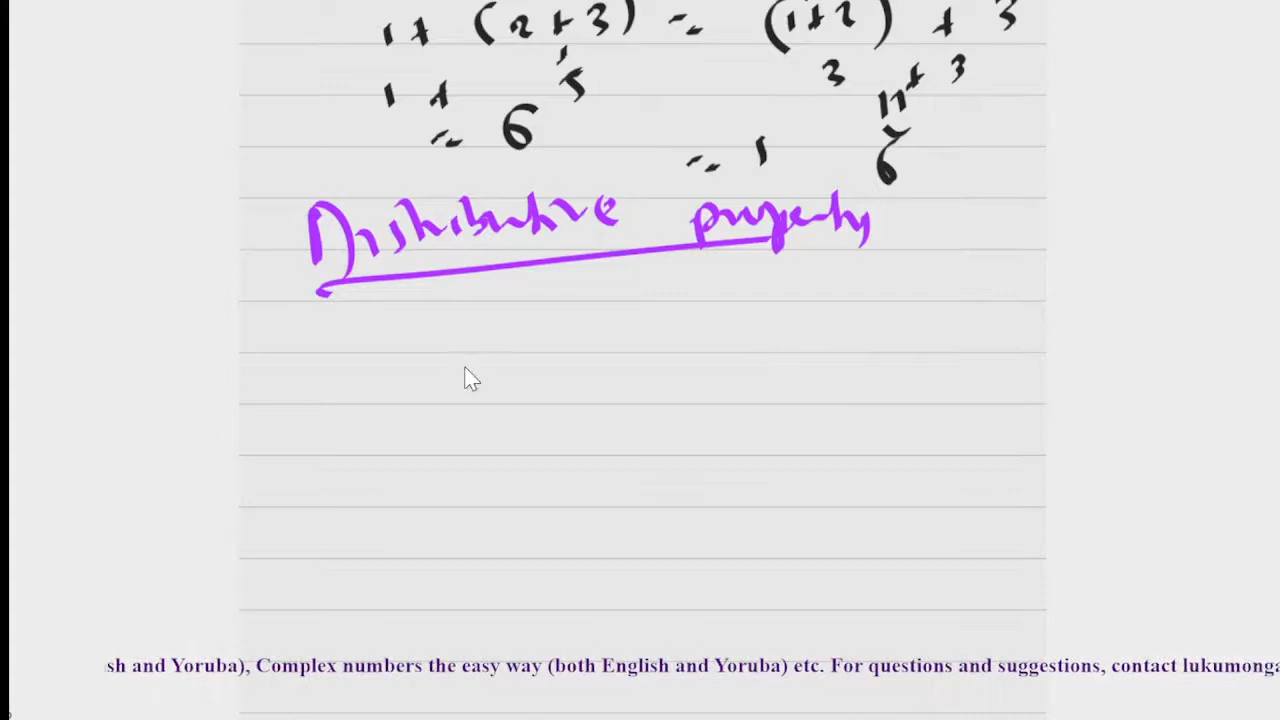 1 + (2 + 3) = (1+2) + 3
1 + 5 3 + 3
= 6 = 6
Distributive property
sh and Yoruba), Complex numbers the easy way (both English and Yoruba) etc. For questions and suggestions, contact lukumonga